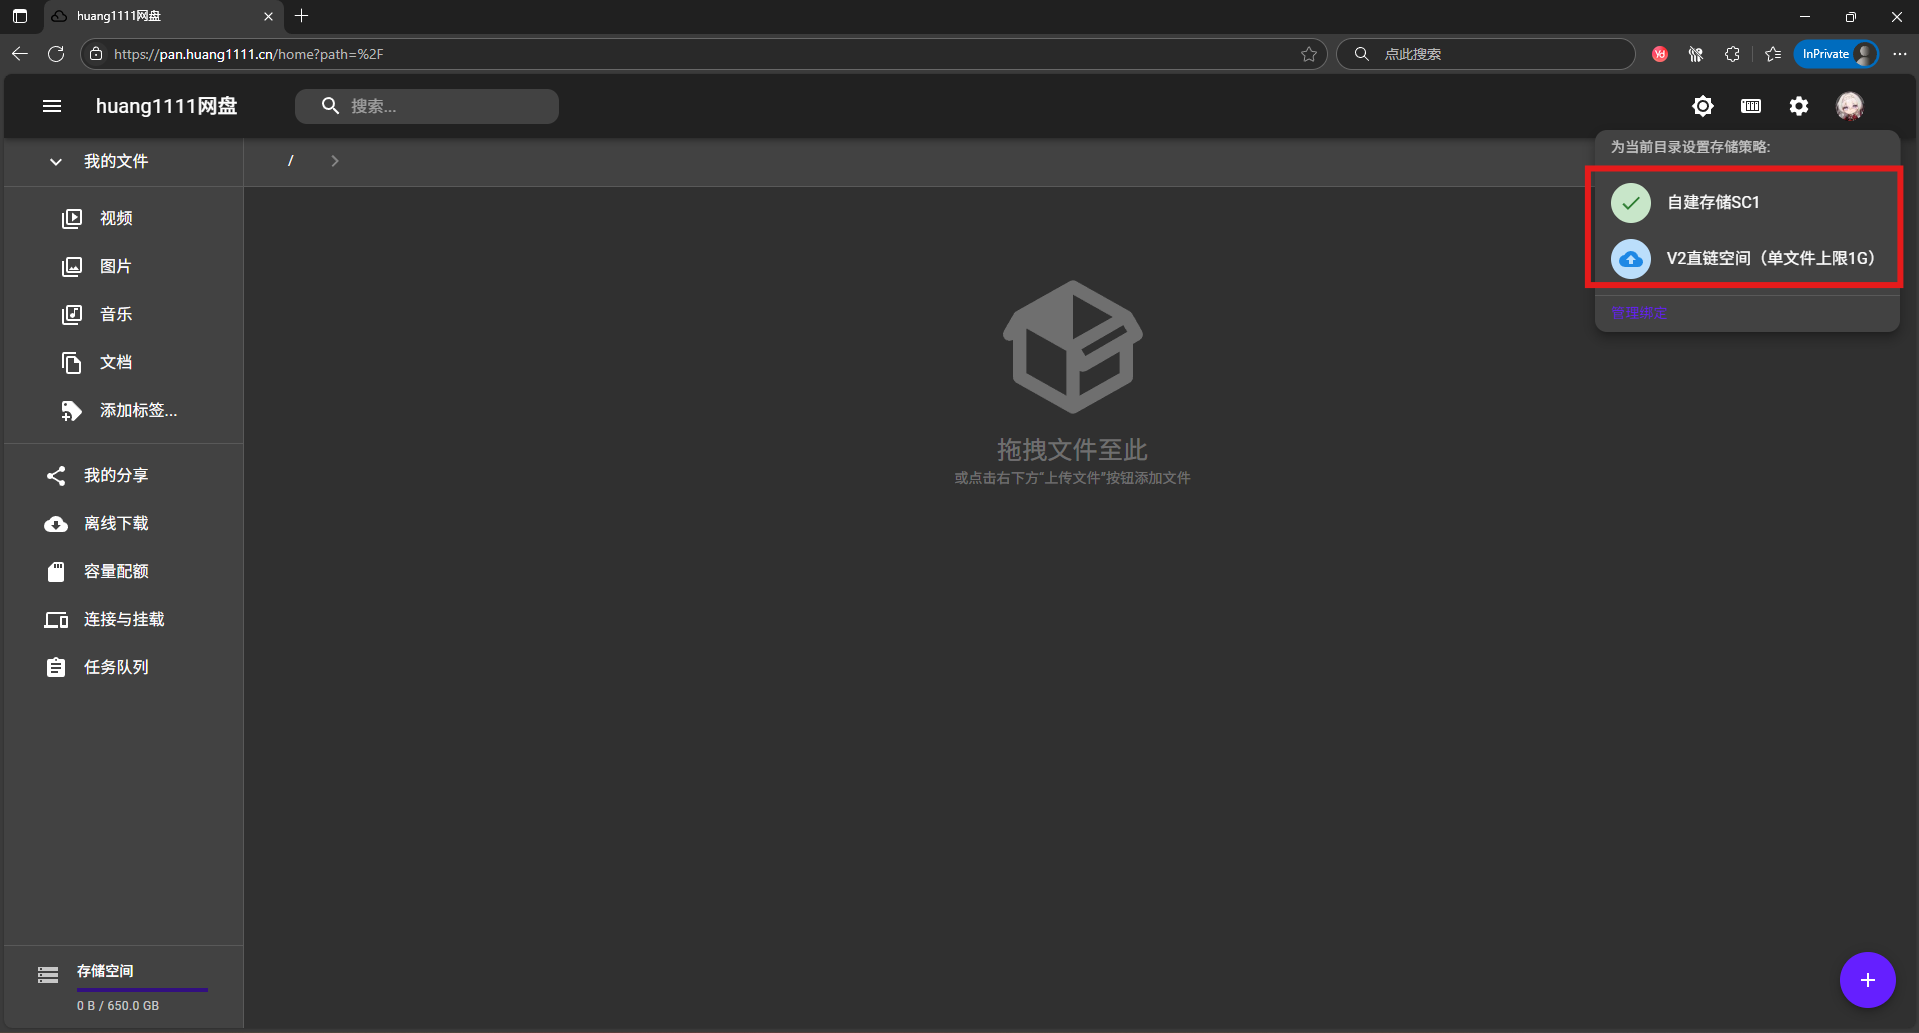 huang1111网盘
https://pan.huang1111.cn/home?path=%2F
点此搜索
InPrivate
huang1111网盘
搜索...
我的文件
/
为当前目录设置存储策略:
自建存储SC1
V2直链空间（单文件上限1G）
管理绑定
视频
图片
音乐
文档
添加标签...
拖拽文件至此
或点击右下方“上传文件”按钮添加文件
我的分享
离线下载
容量配额
连接与挂载
任务队列
存储空间
0 B / 650.0 GB